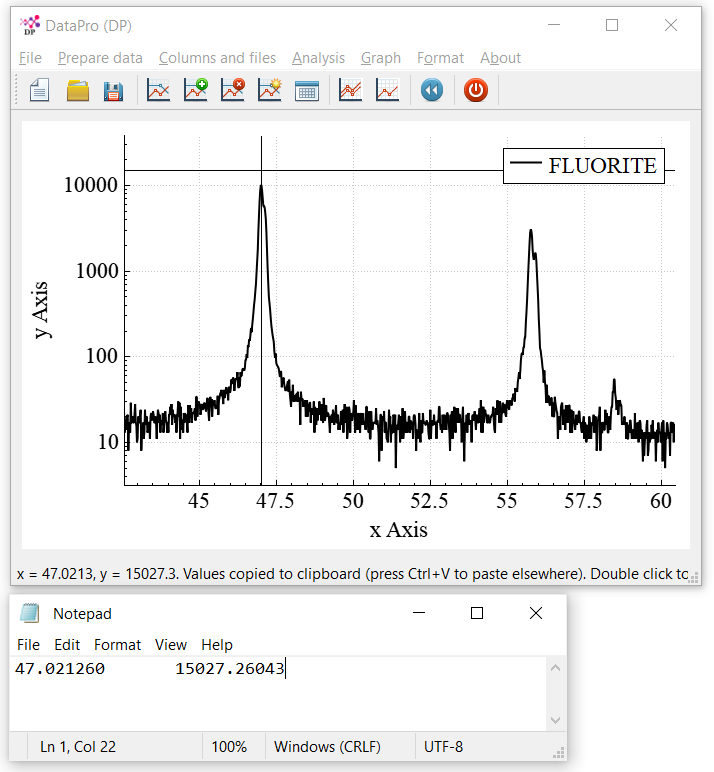 DataPro (DP)
File Prepare data Columns and files Analysis Graph Format About
FLUORITE
10000
1000
100
10
y Axis
45 47.5 50 52.5 55 57.5 60
x Axis
x = 47.0213, y = 15027.3. Values copied to clipboard (press Ctrl+V to paste elsewhere). Double click to
Notepad
File Edit Format View Help
47.021260 15027.26043
Ln 1, Col 22 100% Windows (CRLF) UTF-8